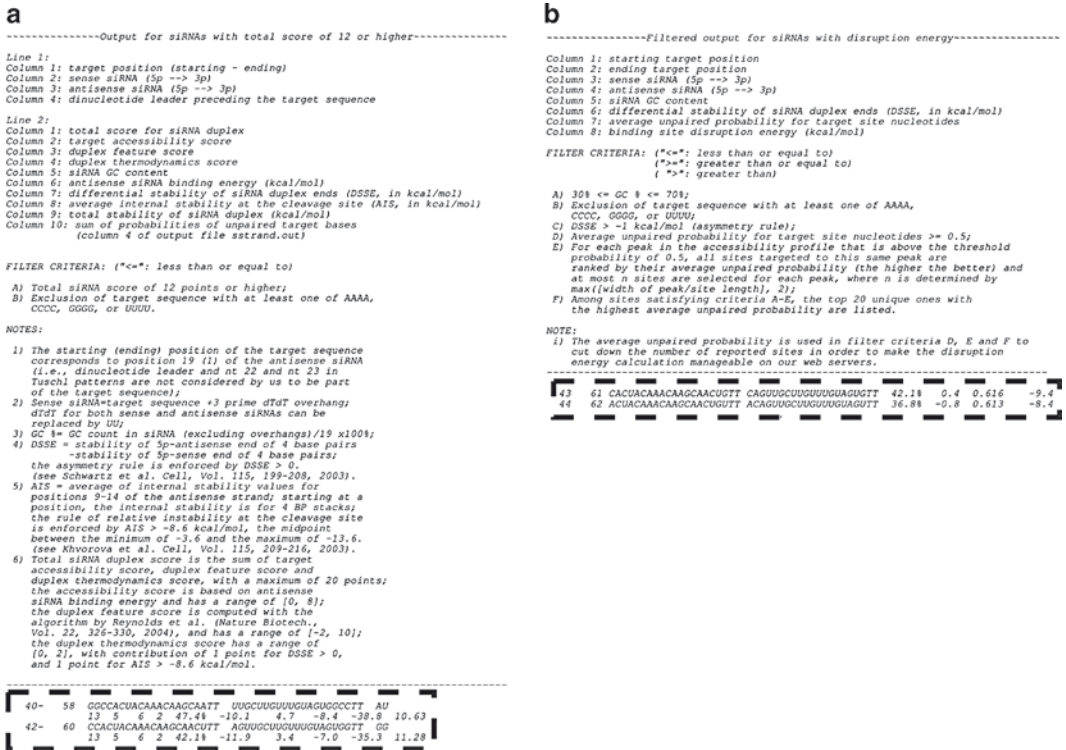 a
---------------Output for siRNAs with total score of 12 or higher---------------
Line 1:
Column 1: target position (starting - ending)
Column 2: sense siRNA (5p --> 3p)
Column 3: antisense siRNA (5p --> 3p)
Column 4: dinucleotide leader preceding the target sequence
Line 2:
Column 1: total score for siRNA duplex
Column 2: target accessibility score
Column 3: duplex feature score
Column 4: duplex thermodynamics score
Column 5: siRNA GC content
Column 6: antisense siRNA binding energy (kcal/mol)
Column 7: differential stability of siRNA duplex ends (DSSE, in kcal/mol)
Column 8: average internal stability at the cleavage site (AIS, in kcal/mol)
Column 9: total stability of siRNA duplex (kcal/mol)
Column 10: sum of probabilities of unpaired target bases
(column 4 of output file sstrand.out)
FILTER CRITERIA: ("<=": less than or equal to)
A) Total siRNA score of 12 points or higher;
B) Exclusion of target sequence with at least one of AAAA,
CCCC, GGGG, or UUUU.
NOTES:
1) The starting (ending) position of the target sequence
corresponds to position 19 (1) of the antisense siRNA
(i.e., dinucleotide leader and nt 22 and nt 23 in
Tuschl patterns are not considered by us to be part
of the target sequence);
2) Sense siRNA=target sequence +3 prime dTdT overhang;
dTdT for both sense and antisense siRNAs can be
replaced by UU;
3) GC %= GC count in siRNA (excluding overhangs)/19 x100%;
4) DSSE = stability of 5p-antisense end of 4 base pairs
-stability of 5p-sense end of 4 base pairs;
the asymmetry rule is enforced by DSSE > 0.
(see Schwartz et al. Cell, Vol. 115, 199-208, 2003).
5) AIS = average of internal stability values for
positions 9-14 of the antisense strand; starting at a
position, the internal stability is for 4 BP stacks;
the rule of relative instability at the cleavage site
is enforced by AIS > -8.6 kcal/mol, the midpoint
between the minimum of -3.6 and the maximum of -13.6.
(see Khvorova et al. Cell, Vol. 115, 209-216, 2003).
6) Total siRNA duplex score is the sum of target
accessibility score, duplex feature score and
duplex thermodynamics score, with a maximum of 20 points;
the accessibility score is based on antisense
siRNA binding energy and has a range of [0, 8];
the duplex feature score is computed with the
algorithm by Reynolds et al. (Nature Biotech.,
Vol. 22, 326-330, 2004), and has a range of [-2, 10];
the duplex thermodynamics score has a range of
[0, 2], with contribution of 1 point for DSSE > 0,
and 1 point for AIS > -8.6 kcal/mol.
40- 58 GGCCACUACAAACAAGCAATT UUGCUUGUUUGUAGUGGCCTT AU
13 5 6 2 47.4% -10.1 4.7 -8.4 -38.8 10.63
42- 60 CCACUACAAACAAGCAACUTT AGUUGCUUGUUUGUAGUGGTT GG
13 5 6 2 42.1% -11.9 3.4 -7.0 -35.3 11.28
b
----------------Filtered output for siRNAs with disruption energy-----------------
Column 1: starting target position
Column 2: ending target position
Column 3: sense siRNA (5p --> 3p)
Column 4: antisense siRNA (5p --> 3p)
Column 5: siRNA GC content
Column 6: differential stability of siRNA duplex ends (DSSE, in kcal/mol)
Column 7: average unpaired probability for target site nucleotides
Column 8: binding site disruption energy (kcal/mol)
FILTER CRITERIA: ("<=": less than or equal to)
(">=": greater than or equal to)
( ">": greater than)
A) 30% <= GC % <= 70%;
B) Exclusion of target sequence with at least one of AAAA,
CCCC, GGGG, or UUUU;
C) DSSE > -1 kcal/mol (asymmetry rule);
D) Average unpaired probability for target site nucleotides >= 0.5;
E) For each peak in the accessibility profile that is above the threshold
probability of 0.5, all sites targeted to this same peak are
ranked by their average unpaired probability (the higher the better) and
at most n sites are selected for each peak, where n is determined by
max([width of peak/site length], 2);
F) Among sites satisfying criteria A-E, the top 20 unique ones with
the highest average unpaired probability are listed.
NOTE:
i) The average unpaired probability is used in filter criteria D, E and F to
cut down the number of reported sites in order to make the disruption
energy calculation manageable on our web servers.
43 61 CACUACAAACAAGCAACUGTT CAGUUGCUUGUUUGUAGUGTT 42.1% 0.4 0.616 -9.4
44 62 ACUACAAACAAGCAACUGUTT ACAGUUGCUUGUUUGUAGUTT 36.8% -0.8 0.613 -8.4